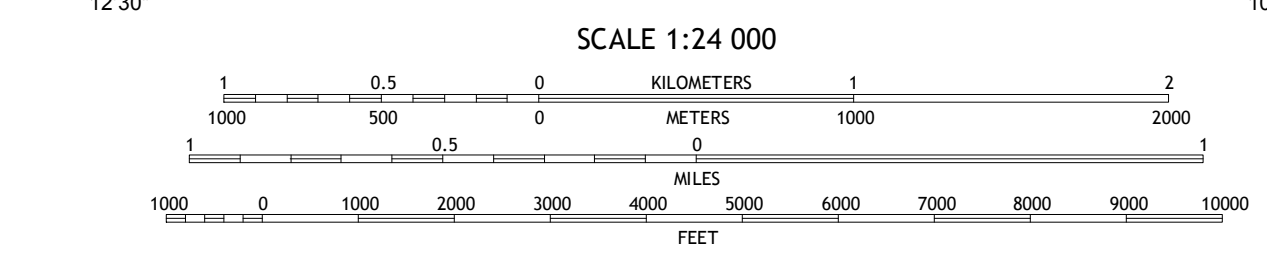 12'30"
10
SCALE 1:24 000
1 0.5 0 KILOMETERS 1 2
1000 500 0 METERS 1000 2000
1 0.5 0 1
MILES
1000 0 1000 2000 3000 4000 5000 6000 7000 8000 9000 10000
FEET